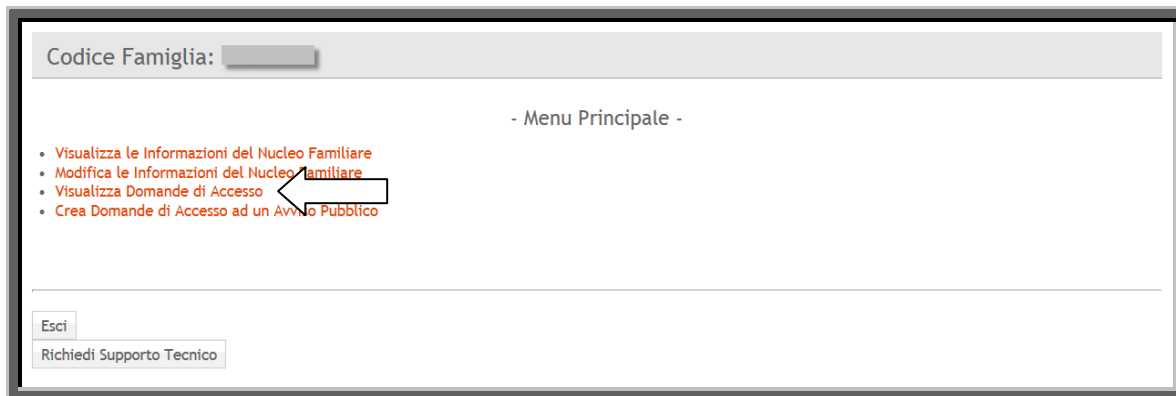 Codice Famiglia:
- Menu Principale -
• Visualizza le Informazioni del Nucleo Familiare
• Modifica le Informazioni del Nucleo Familiare
• Visualizza Domande di Accesso
• Crea Domande di Accesso ad un Avviso Pubblico
Esci
Richiedi Supporto Tecnico